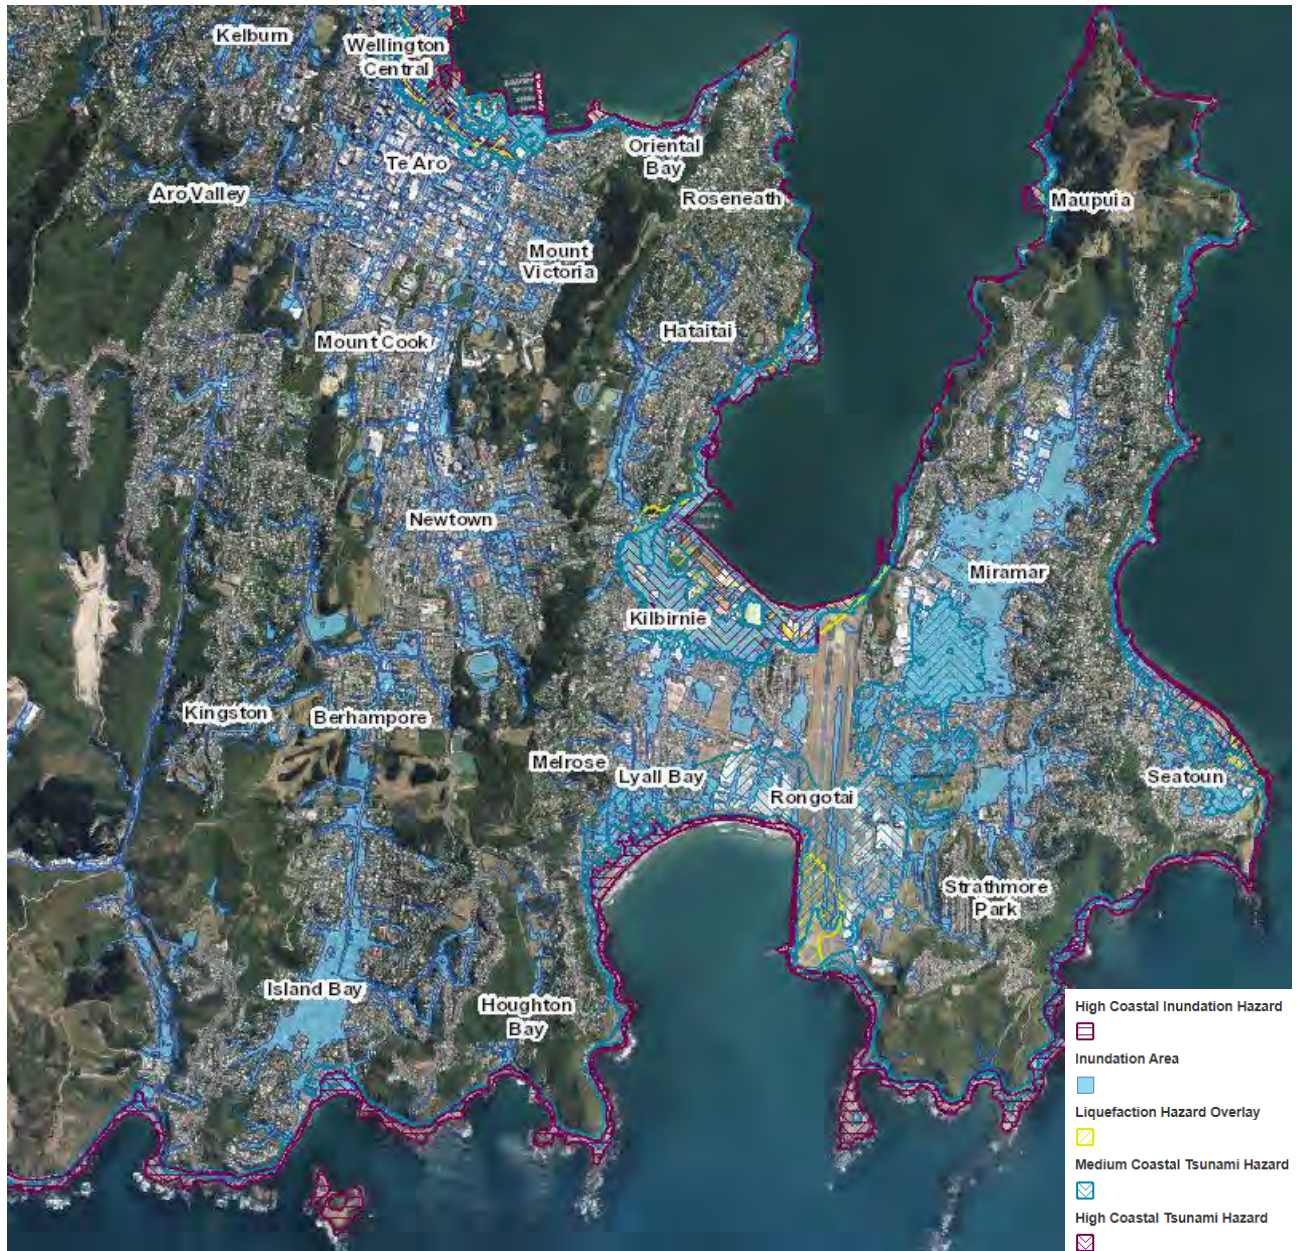 Kelburn
Wellington
Central
Te Aro
Aro Valley
Oriental
Bay
Roseneath
Maupuia
Mount
Victoria
Mount Cook
Hataitai
Newtown
Miramar
Kilbirnie
Kingston
Berhampore
Melrose
Lyall Bay
Rongotai
Seatoun
Strathmore
Park
Island Bay
Houghton
Bay
High Coastal Inundation Hazard
Inundation Area
Liquefaction Hazard Overlay
Medium Coastal Tsunami Hazard
High Coastal Tsunami Hazard